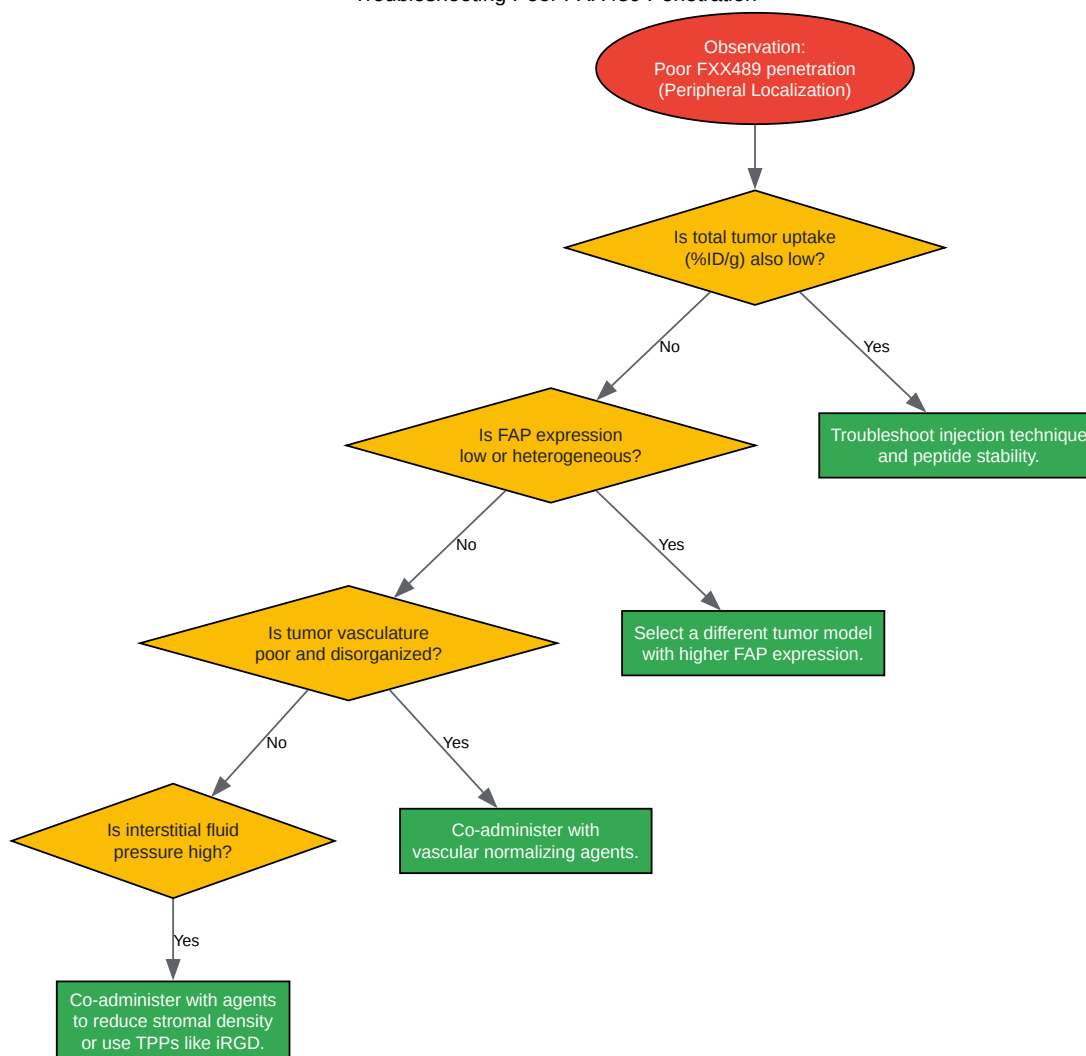 Observation:
Poor FXX489 penetration
(Peripheral Localization)
Is total tumor uptake
(%ID/g) also low?
No
Yes
Is FAP expression
low or heterogeneous?
Troubleshoot injection technique
and peptide stability.
No
Yes
Is tumor vasculature
poor and disorganized?
Select a different tumor model
with higher FAP expression.
No
Yes
Is interstitial fluid
pressure high?
Co-administer with
vascular normalizing agents.
Yes
Co-administer with agents
to reduce stromal density
or use TPPs like iRGD.